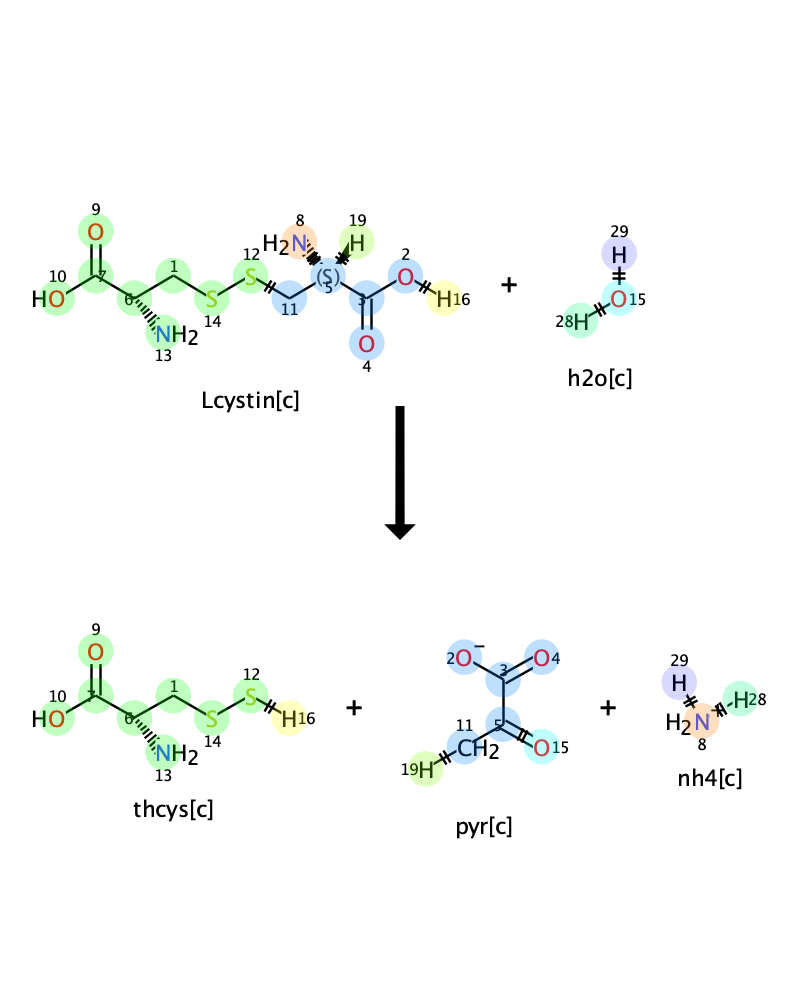 9 8 19 2 29
O H₂N H O H
10 7 1 12 (S) +
HO 6 S S 5 3 H 16 O 15
14 11 28 H
NH₂ O
13 4
Lcystin[c] h2o[c]
9
O 2 O⁻ O 4
10 7 1 12 3 29
HO 6 S S H 16 + 11 5 + H H 28
14 CH₂ O 15 H₂N
NH₂ 19 H 8
13
thcys[c] pyr[c] nh4[c]